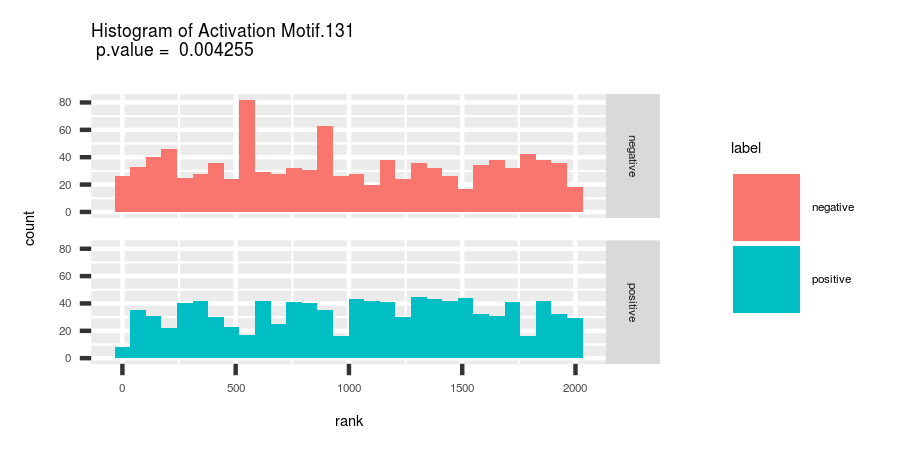 Histogram of Activation Motif.131
p.value =  0.004255
count
80
60
40
20
0
negative
80
60
40
20
0
positive
0 500 1000 1500 2000
rank
label
negative
positive